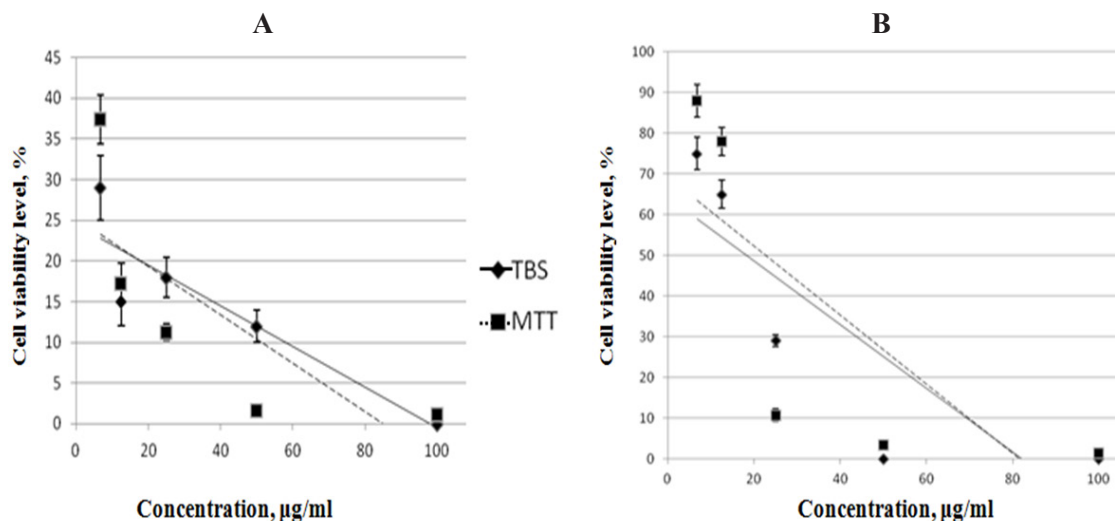 A
45
40
35
30
25
20
15
10
5
0
0 20 40 60 80 100
Cell viability level, %
Concentration, µg/ml
TBS
MTT
B
100
90
80
70
60
50
40
30
20
10
0
0 20 40 60 80 100
Cell viability level, %
Concentration, µg/ml